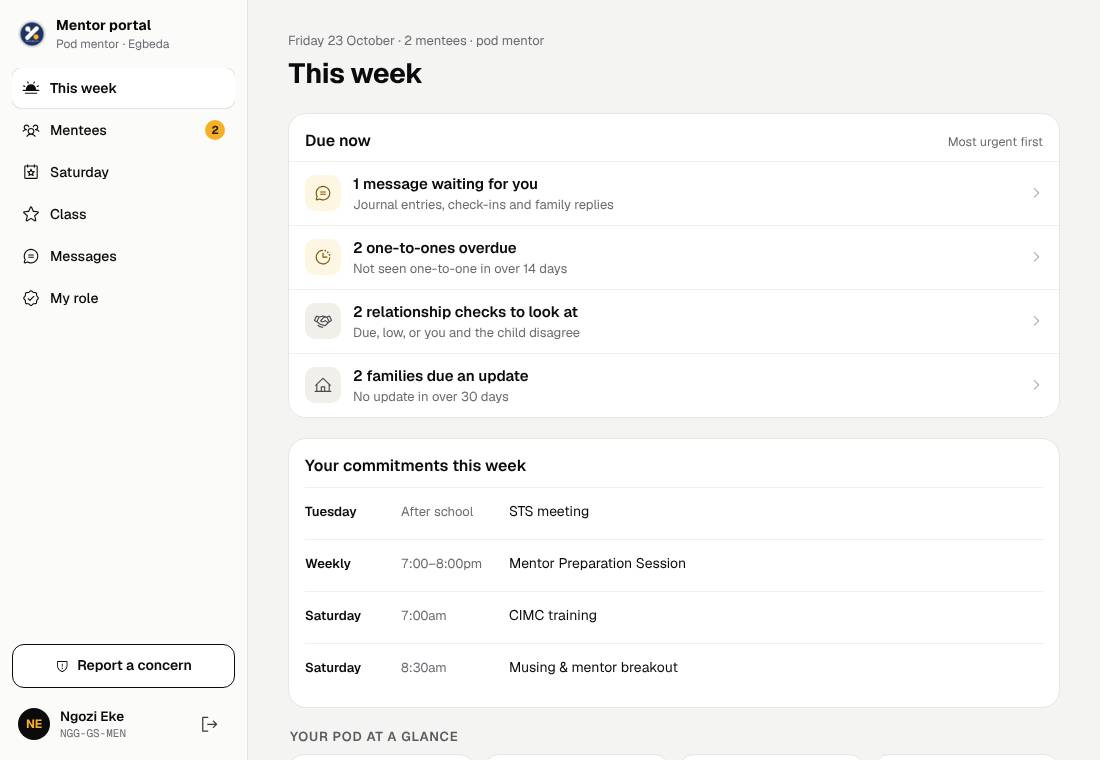 Mentor portal
Pod mentor · Egbeda
This week
Mentees 2
Saturday
Class
Messages
My role
Report a concern
NE
Ngozi Eke
NGG-GS-MEN
Friday 23 October · 2 mentees · pod mentor
This week
Due now
Most urgent first
1 message waiting for you
Journal entries, check-ins and family replies
2 one-to-ones overdue
Not seen one-to-one in over 14 days
2 relationship checks to look at
Due, low, or you and the child disagree
2 families due an update
No update in over 30 days
Your commitments this week
Tuesday After school STS meeting
Weekly 7:00–8:00pm Mentor Preparation Session
Saturday 7:00am CIMC training
Saturday 8:30am Musing & mentor breakout
YOUR POD AT A GLANCE